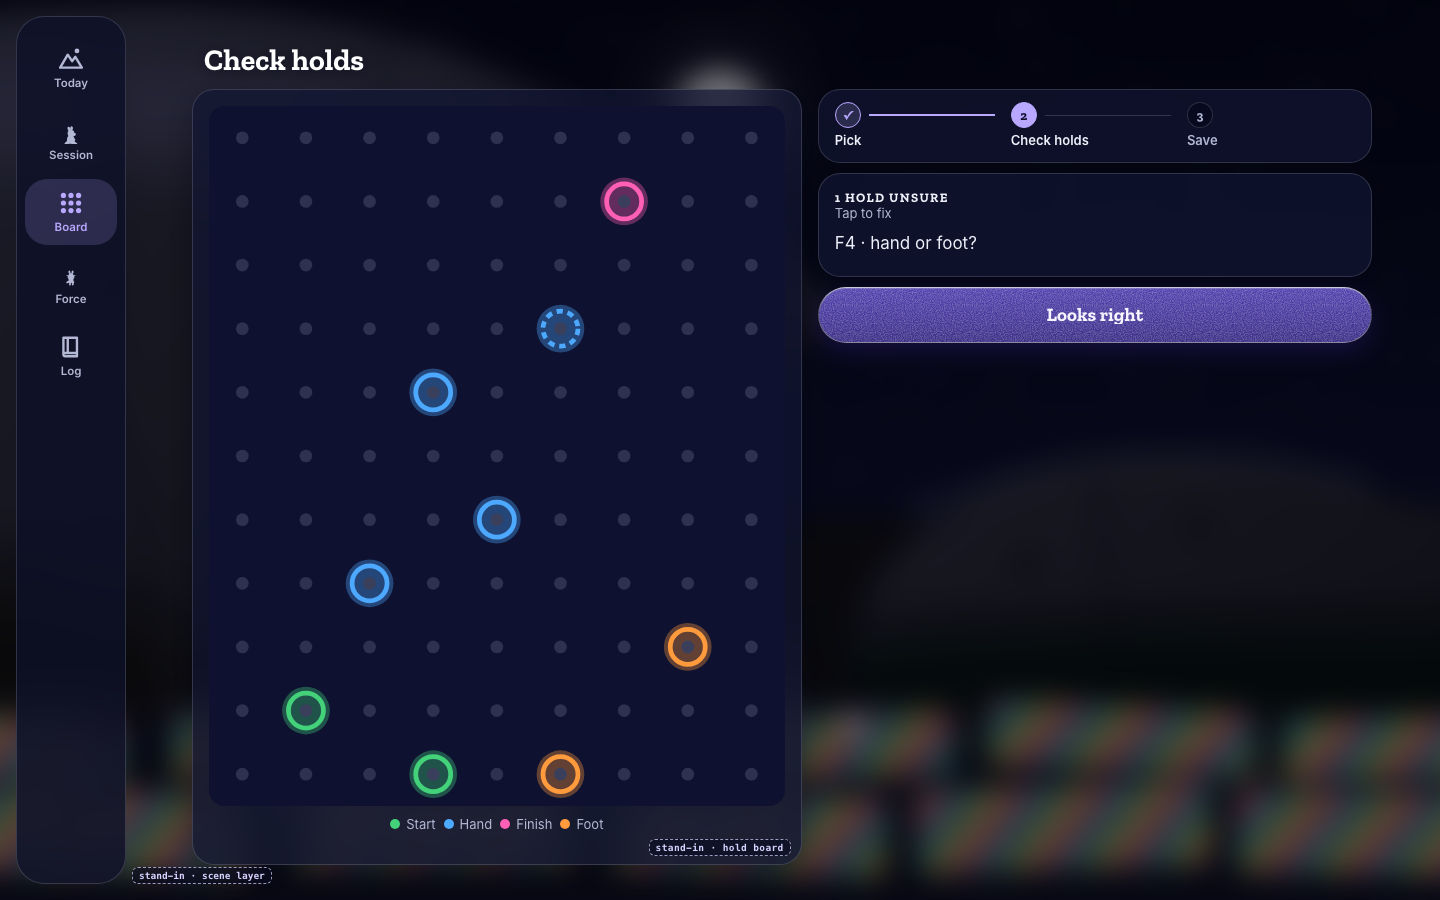 Check holds
Today
Session
Board
Force
Log
✓
Pick
2
Check holds
3
Save
1 HOLD UNSURE
Tap to fix
F4 · hand or foot?
Looks right
Start Hand Finish Foot
stand-in · hold board
stand-in · scene layer